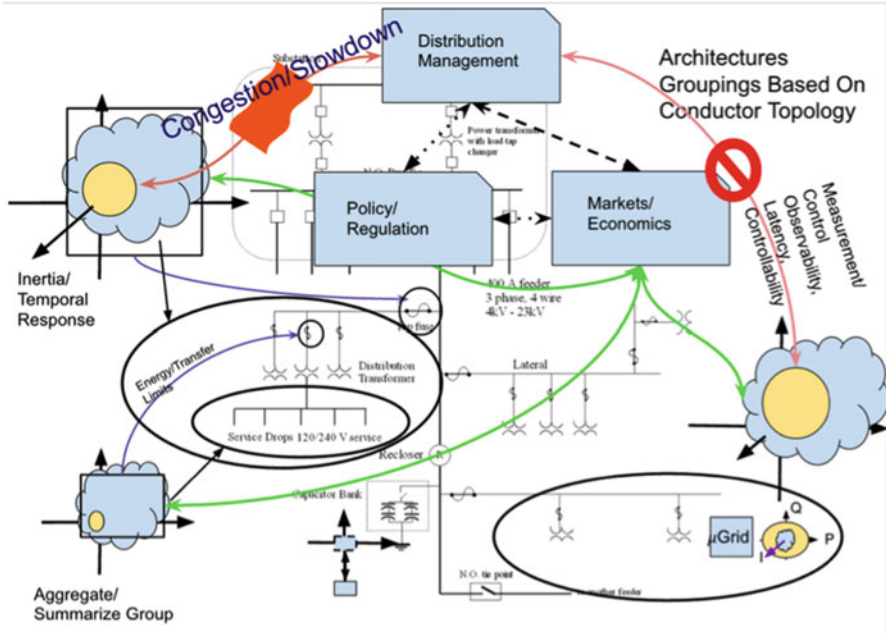 Distribution
Management
Architectures
Groupings Based On
Conductor Topology
Congestion/Slowdown
Power transformer
with load tap
changer
Policy/
Regulation
Markets/
Economics
Measurement/
Control
Observability,
Latency,
Controllability
Inertia/
Temporal
Response
400 A feeder
3 phase, 4 wire
4kV - 23kV
fuse
Energy/Transfer
Limits
Distribution
Transformer
Lateral
Service Drops 120/240 V service
Recloser
R
Capacitor Bank
µGrid
Q
P
I
N.O. tie point
feeder
Aggregate/
Summarize Group